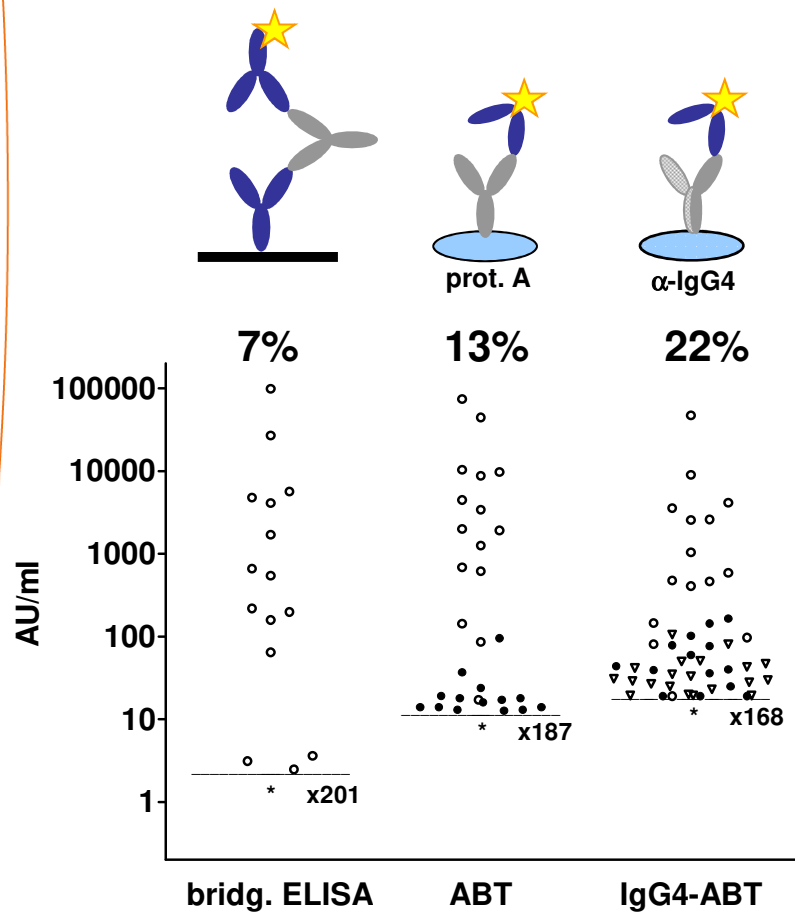 prot. A
α-IgG4
7%
13%
22%
100000
10000
1000
100
10
1
AU/ml
*
x201
*
x187
*
x168
bridg. ELISA
ABT
IgG4-ABT